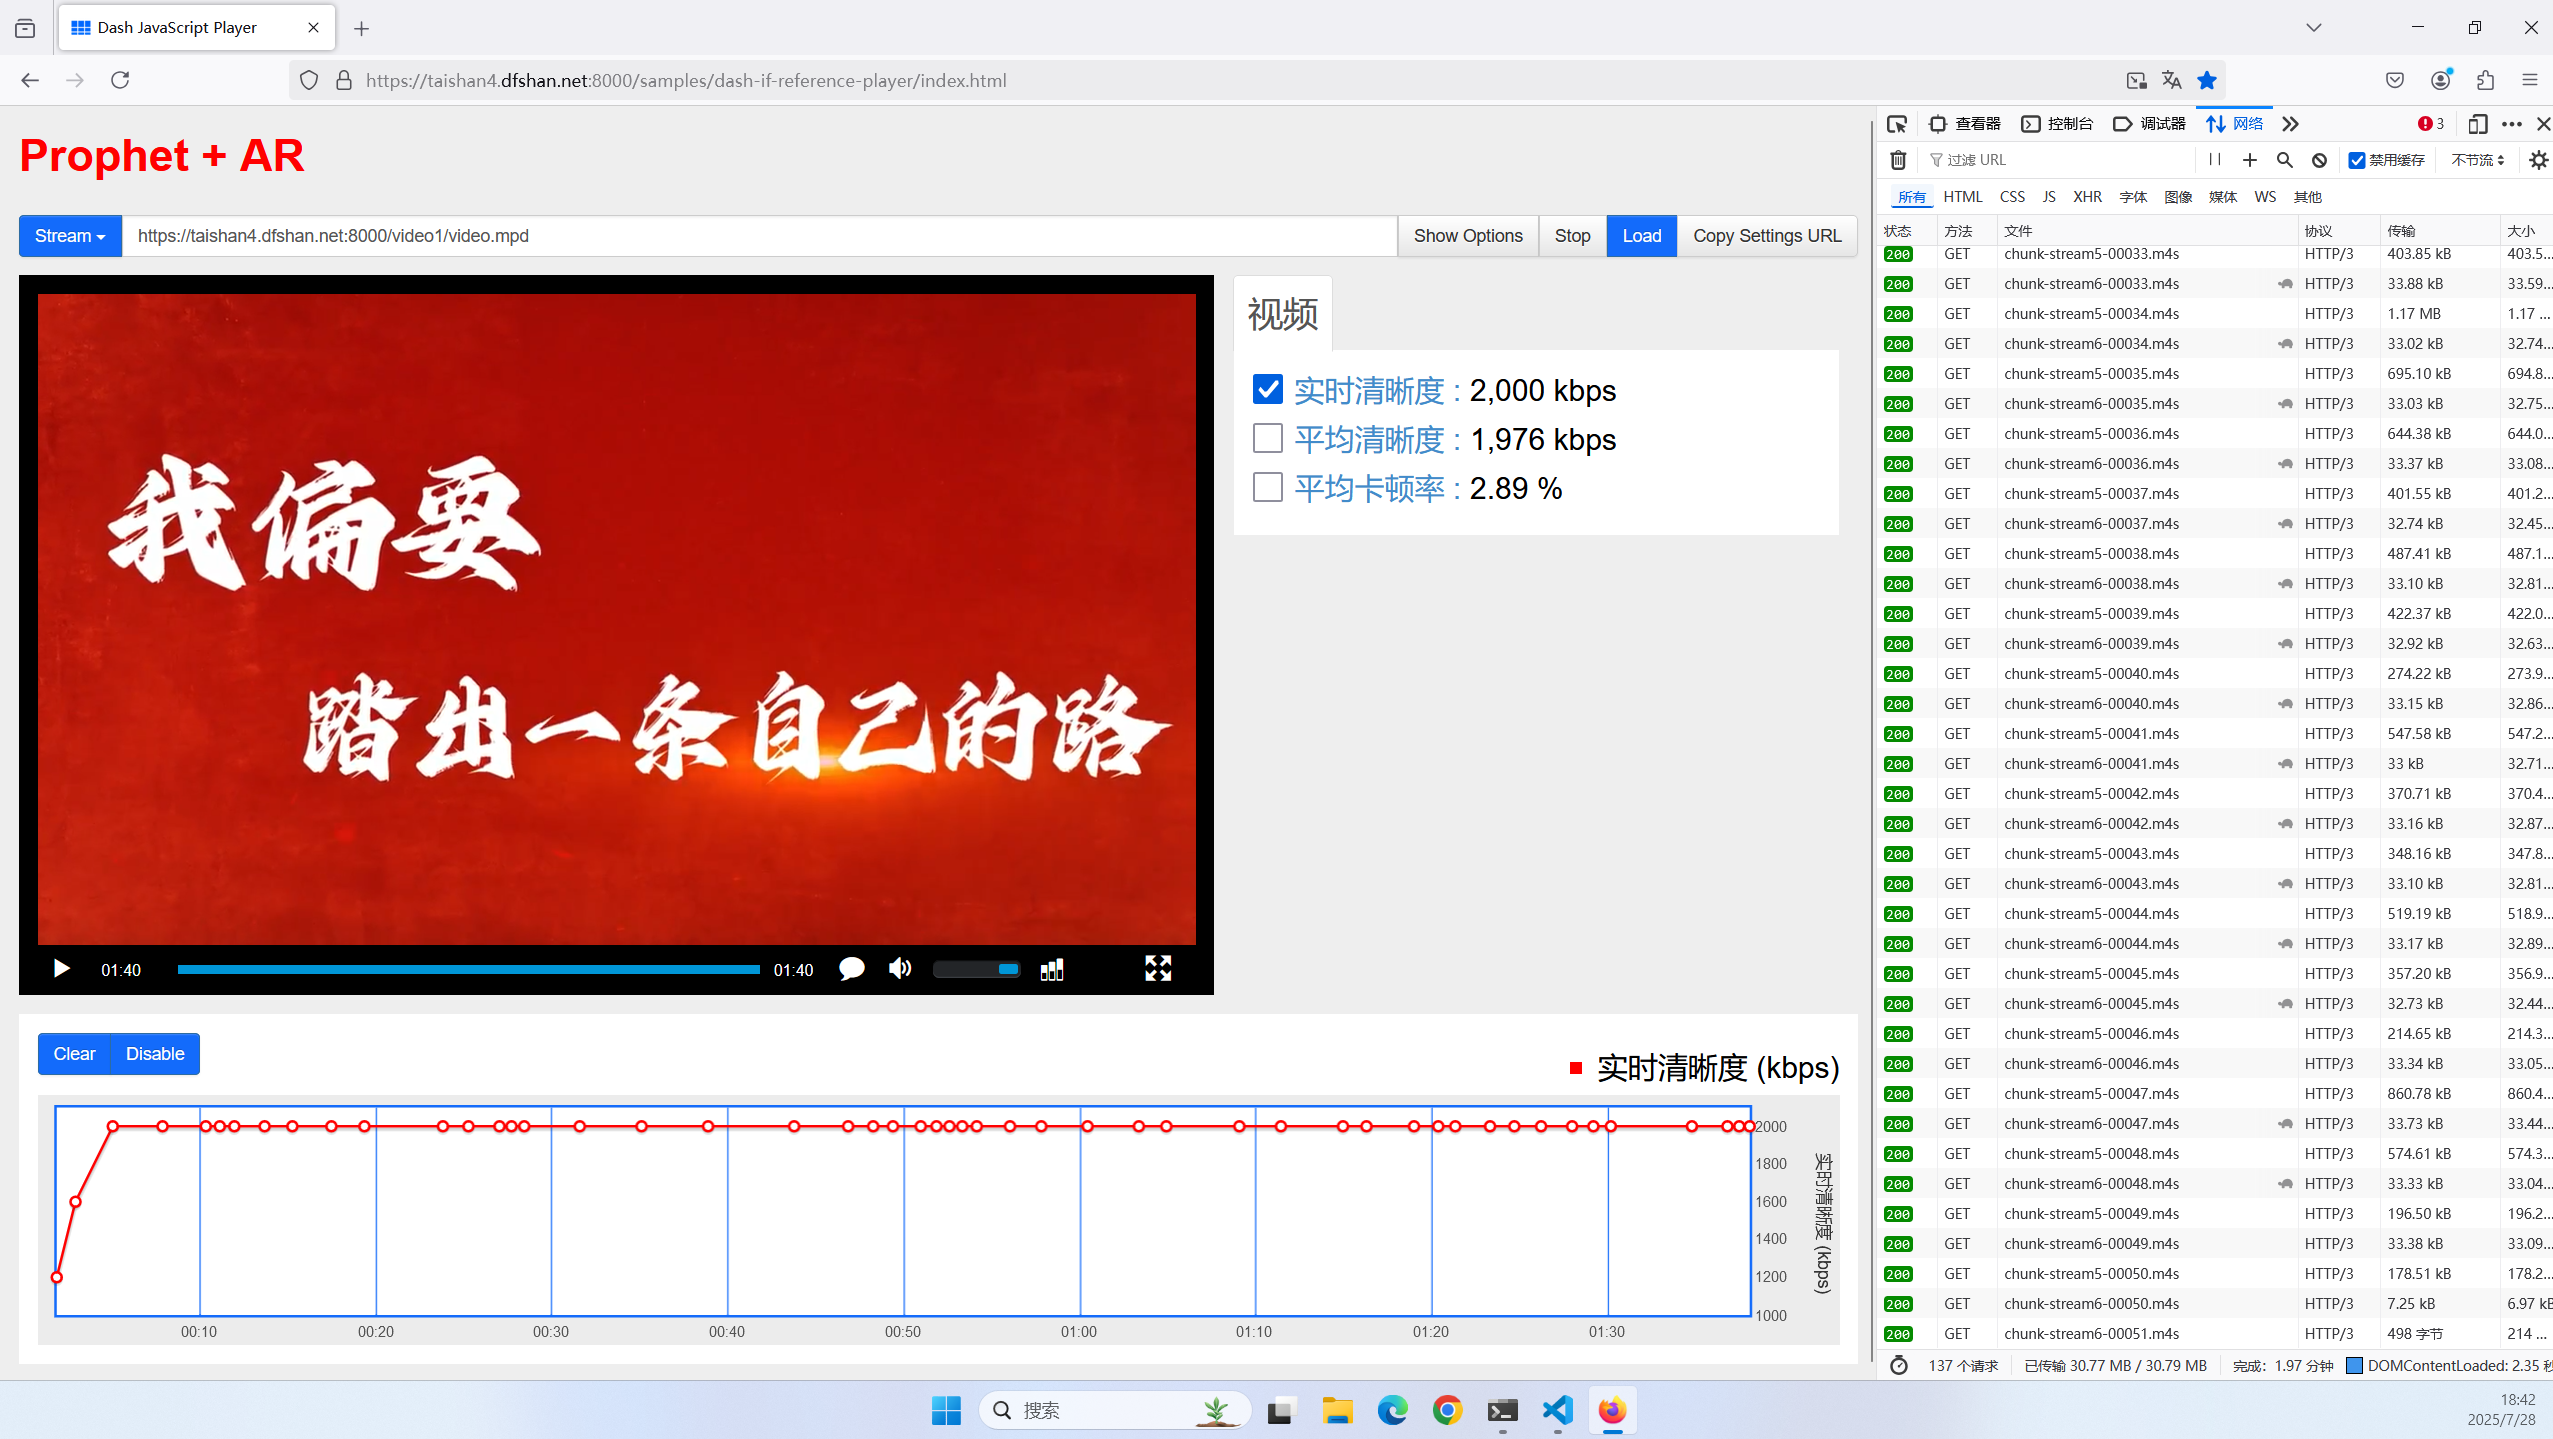 Dash JavaScript Player
https://taishan4.dfshan.net:8000/samples/dash-if-reference-player/index.html
Prophet + AR
Stream
https://taishan4.dfshan.net:8000/video1/video.mpd
Show Options
Stop
Load
Copy Settings URL
我偏要
踏出一条自己的路
01:40
01:40
视频
实时清晰度 : 2,000 kbps
平均清晰度 : 1,976 kbps
平均卡顿率 : 2.89 %
Clear
Disable
实时清晰度 (kbps)
2000
1800
1600
1400
1200
1000
实时清晰度 (kbps)
00:10 00:20 00:30 00:40 00:50 01:00 01:10 01:20 01:30
查看器 控制台 调试器 网络 3
过滤 URL 禁用缓存 不节流
所有 HTML CSS JS XHR 字体 图像 媒体 WS 其他
状态 方法 文件 协议 传输 大小
200 GET chunk-stream5-00033.m4s HTTP/3 403.85 kB 403.5...
200 GET chunk-stream6-00033.m4s HTTP/3 33.88 kB 33.59...
200 GET chunk-stream5-00034.m4s HTTP/3 1.17 MB 1.17 ...
200 GET chunk-stream6-00034.m4s HTTP/3 33.02 kB 32.74...
200 GET chunk-stream5-00035.m4s HTTP/3 695.10 kB 694.8...
200 GET chunk-stream6-00035.m4s HTTP/3 33.03 kB 32.75...
200 GET chunk-stream5-00036.m4s HTTP/3 644.38 kB 644.0...
200 GET chunk-stream6-00036.m4s HTTP/3 33.37 kB 33.08...
200 GET chunk-stream5-00037.m4s HTTP/3 401.55 kB 401.2...
200 GET chunk-stream6-00037.m4s HTTP/3 32.74 kB 32.45...
200 GET chunk-stream5-00038.m4s HTTP/3 487.41 kB 487.1...
200 GET chunk-stream6-00038.m4s HTTP/3 33.10 kB 32.81...
200 GET chunk-stream5-00039.m4s HTTP/3 422.37 kB 422.0...
200 GET chunk-stream6-00039.m4s HTTP/3 32.92 kB 32.63...
200 GET chunk-stream5-00040.m4s HTTP/3 274.22 kB 273.9...
200 GET chunk-stream6-00040.m4s HTTP/3 33.15 kB 32.86...
200 GET chunk-stream5-00041.m4s HTTP/3 547.58 kB 547.2...
200 GET chunk-stream6-00041.m4s HTTP/3 33 kB 32.71...
200 GET chunk-stream5-00042.m4s HTTP/3 370.71 kB 370.4...
200 GET chunk-stream6-00042.m4s HTTP/3 33.16 kB 32.87...
200 GET chunk-stream5-00043.m4s HTTP/3 348.16 kB 347.8...
200 GET chunk-stream6-00043.m4s HTTP/3 33.10 kB 32.81...
200 GET chunk-stream5-00044.m4s HTTP/3 519.19 kB 518.9...
200 GET chunk-stream6-00044.m4s HTTP/3 33.17 kB 32.89...
200 GET chunk-stream5-00045.m4s HTTP/3 357.20 kB 356.9...
200 GET chunk-stream6-00045.m4s HTTP/3 32.73 kB 32.44...
200 GET chunk-stream5-00046.m4s HTTP/3 214.65 kB 214.3...
200 GET chunk-stream6-00046.m4s HTTP/3 33.34 kB 33.05...
200 GET chunk-stream5-00047.m4s HTTP/3 860.78 kB 860.4...
200 GET chunk-stream6-00047.m4s HTTP/3 33.73 kB 33.44...
200 GET chunk-stream5-00048.m4s HTTP/3 574.61 kB 574.3...
200 GET chunk-stream6-00048.m4s HTTP/3 33.33 kB 33.04...
200 GET chunk-stream5-00049.m4s HTTP/3 196.50 kB 196.2...
200 GET chunk-stream6-00049.m4s HTTP/3 33.38 kB 33.09...
200 GET chunk-stream5-00050.m4s HTTP/3 178.51 kB 178.2...
200 GET chunk-stream6-00050.m4s HTTP/3 7.25 kB 6.97 kB
200 GET chunk-stream6-00051.m4s HTTP/3 498 字节 214 ...
137 个请求 已传输 30.77 MB / 30.79 MB 完成：1.97 分钟 DOMContentLoaded: 2.35 秒
搜索
18:42
2025/7/28